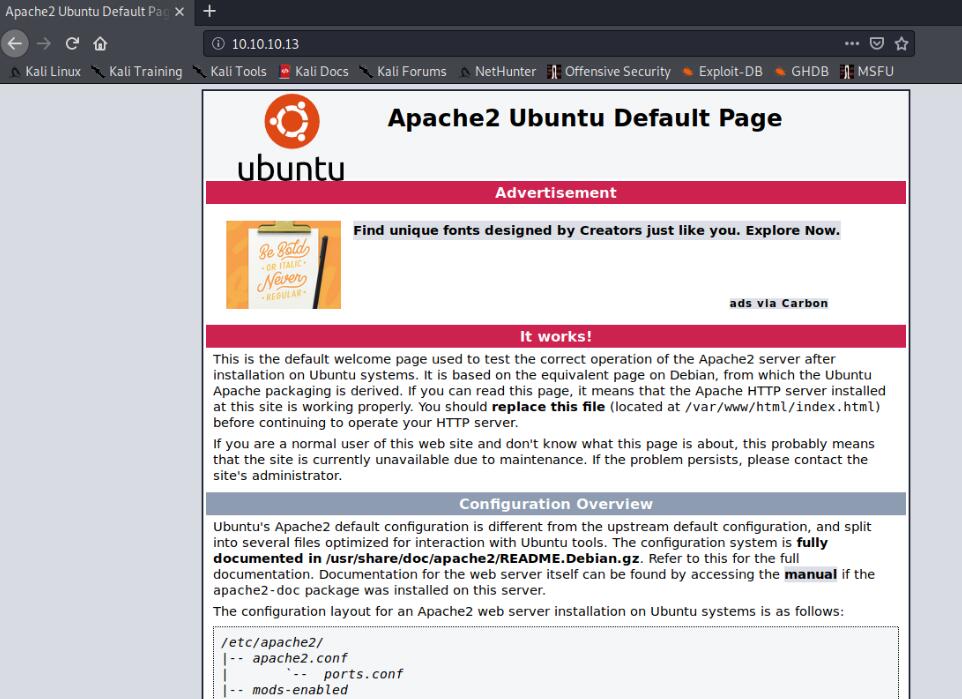 Apache2 Ubuntu Default Pag
10.10.10.13
Kali Linux Kali Training Kali Tools Kali Docs Kali Forums NetHunter Offensive Security Exploit-DB GHDB MSFU
Apache2 Ubuntu Default Page
ubuntu
Advertisement
Be Bold
OR ITALIC
Never
REGULAR
Find unique fonts designed by Creators just like you. Explore Now.
ads via Carbon
It works!
This is the default welcome page used to test the correct operation of the Apache2 server after
installation on Ubuntu systems. It is based on the equivalent page on Debian, from which the Ubuntu
Apache packaging is derived. If you can read this page, it means that the Apache HTTP server installed
at this site is working properly. You should replace this file (located at /var/www/html/index.html)
before continuing to operate your HTTP server.
If you are a normal user of this web site and don't know what this page is about, this probably means
that the site is currently unavailable due to maintenance. If the problem persists, please contact the
site's administrator.
Configuration Overview
Ubuntu's Apache2 default configuration is different from the upstream default configuration, and split
into several files optimized for interaction with Ubuntu tools. The configuration system is fully
documented in /usr/share/doc/apache2/README.Debian.gz. Refer to this for the full
documentation. Documentation for the web server itself can be found by accessing the manual if the
apache2-doc package was installed on this server.
The configuration layout for an Apache2 web server installation on Ubuntu systems is as follows:
/etc/apache2/
|-- apache2.conf
|       `--  ports.conf
|-- mods-enabled